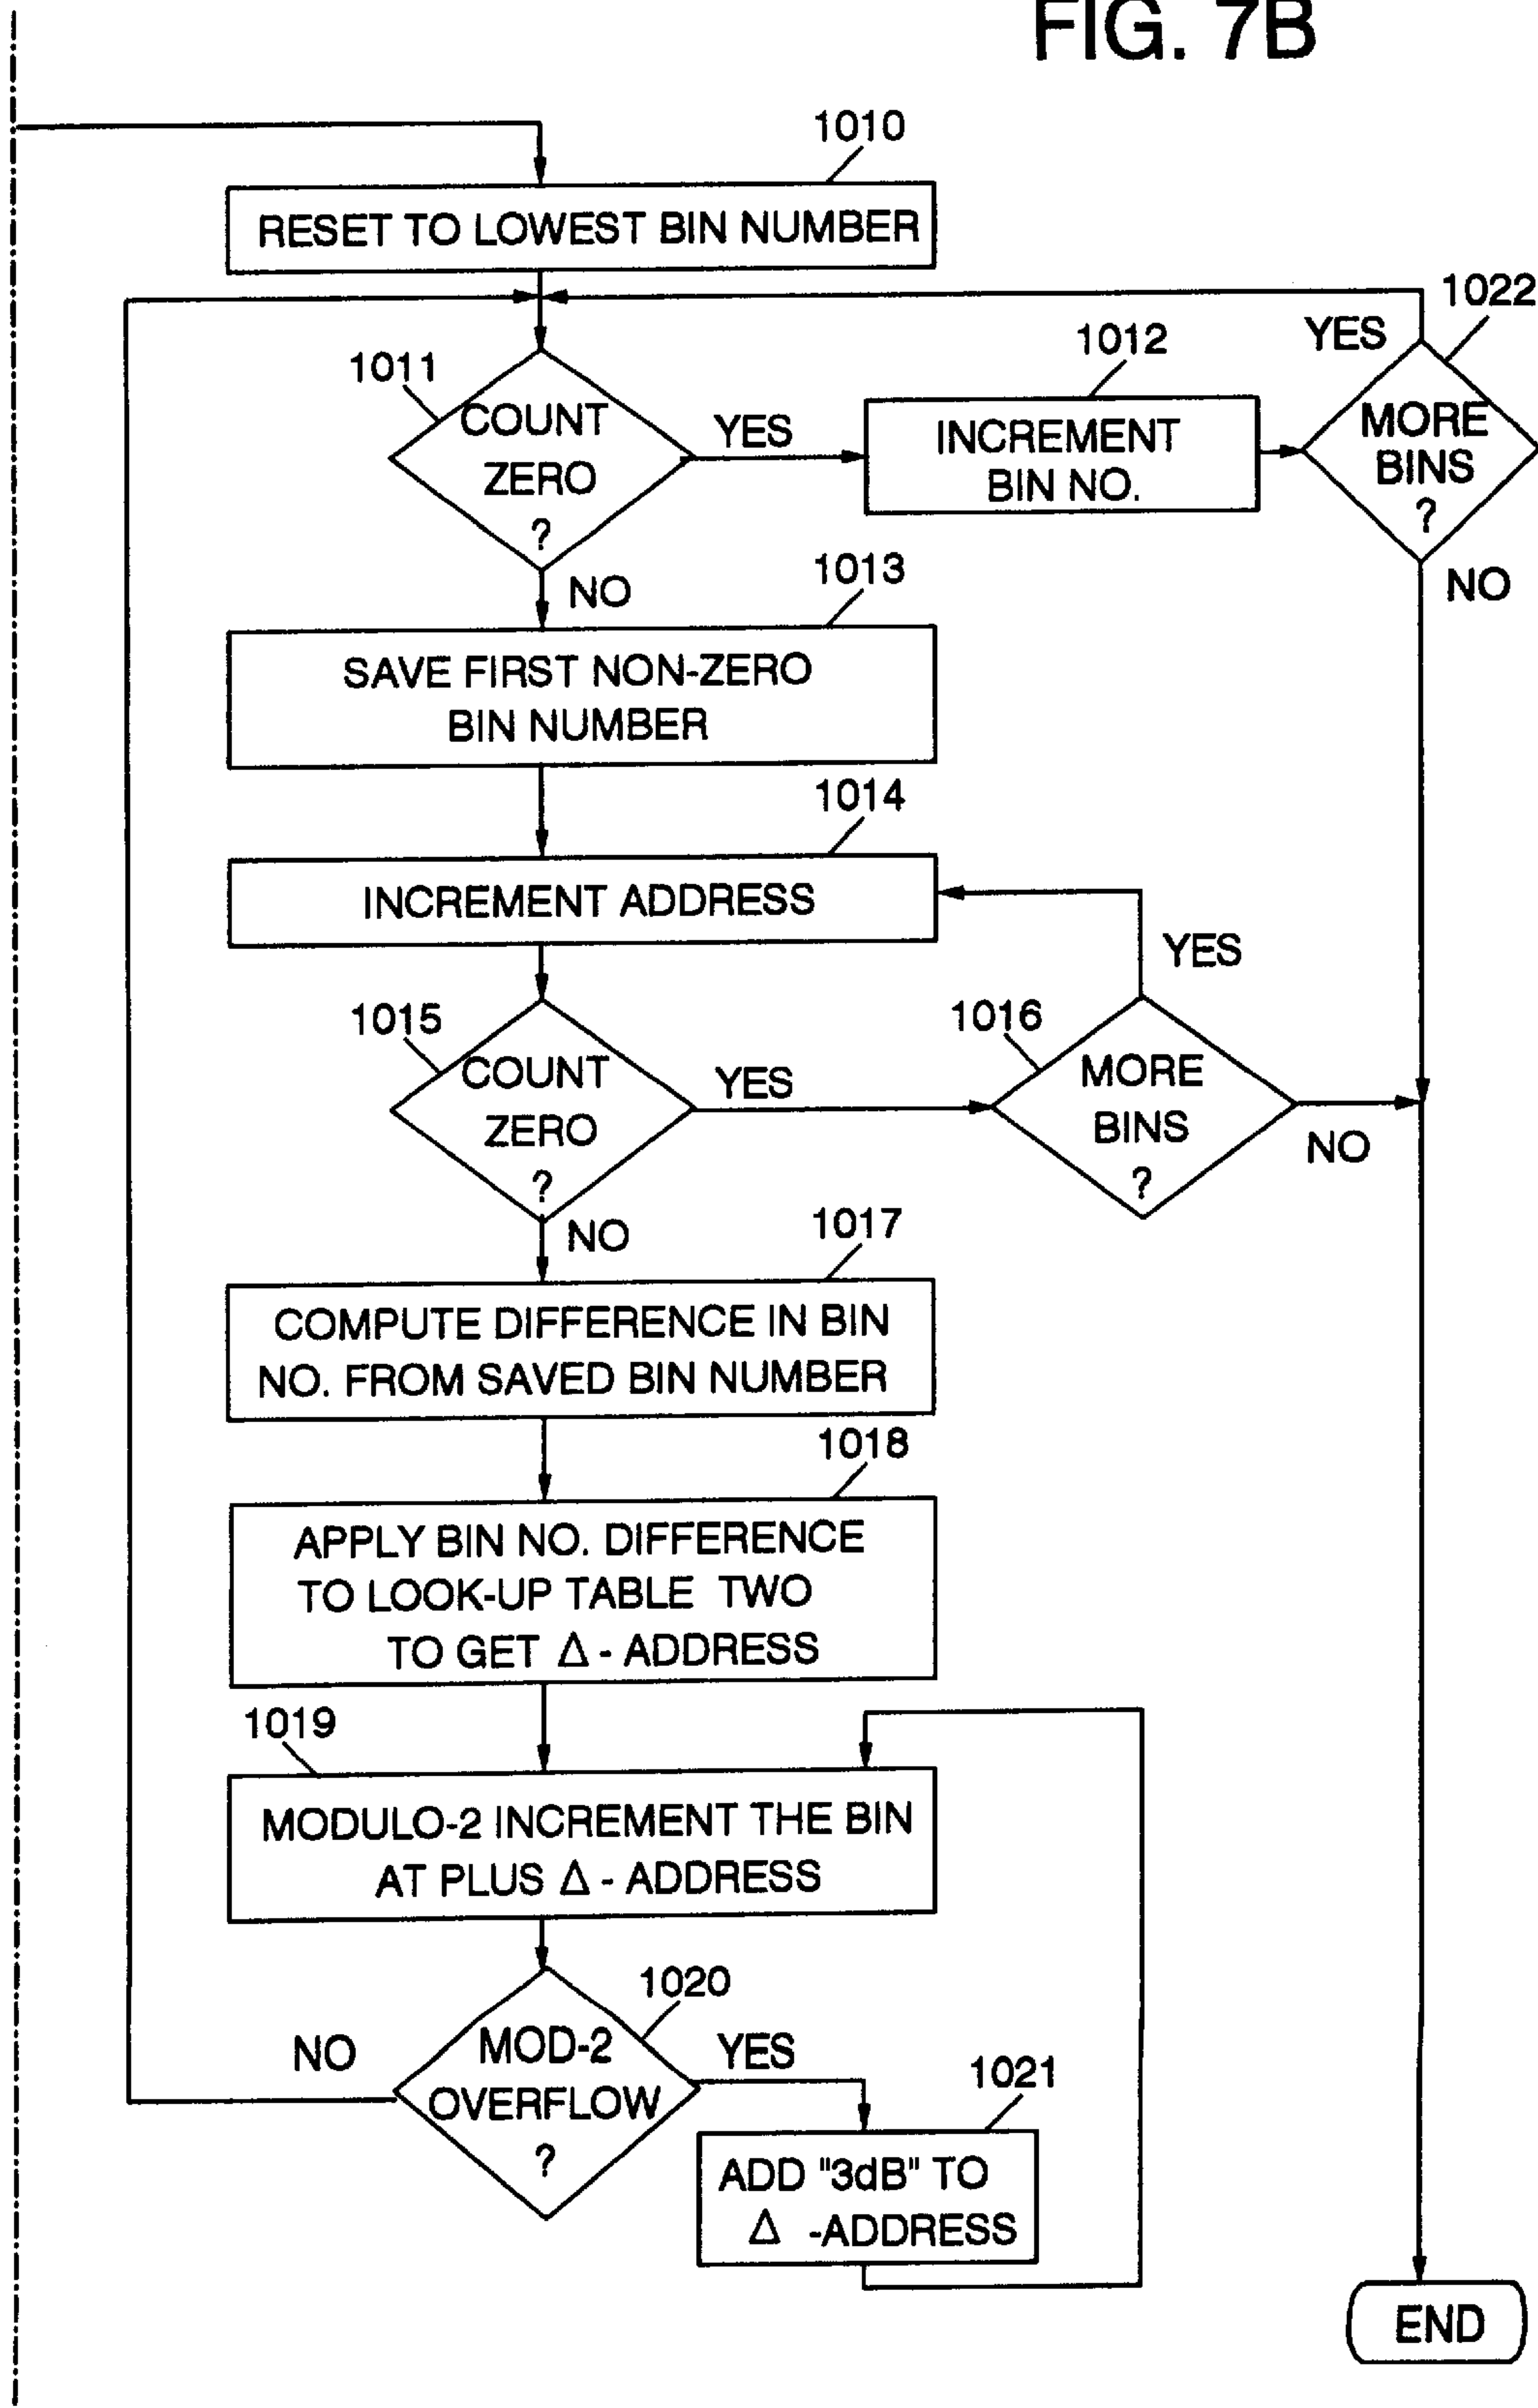 FIG. 7B
1010
RESET TO LOWEST BIN NUMBER
1022
YES
1012
1011
COUNT
ZERO
?
YES
INCREMENT
BIN NO.
MORE
BINS
?
NO
NO
1013
SAVE FIRST NON-ZERO
BIN NUMBER
1014
INCREMENT ADDRESS
YES
1015
COUNT
ZERO
?
YES
1016
MORE
BINS
?
NO
NO
1017
COMPUTE DIFFERENCE IN BIN
NO. FROM SAVED BIN NUMBER
1018
APPLY BIN NO. DIFFERENCE
TO LOOK-UP TABLE TWO
TO GET Δ - ADDRESS
1019
MODULO-2 INCREMENT THE BIN
AT PLUS Δ - ADDRESS
1020
NO
MOD-2
OVERFLOW
?
YES
1021
ADD "3dB" TO
Δ -ADDRESS
END